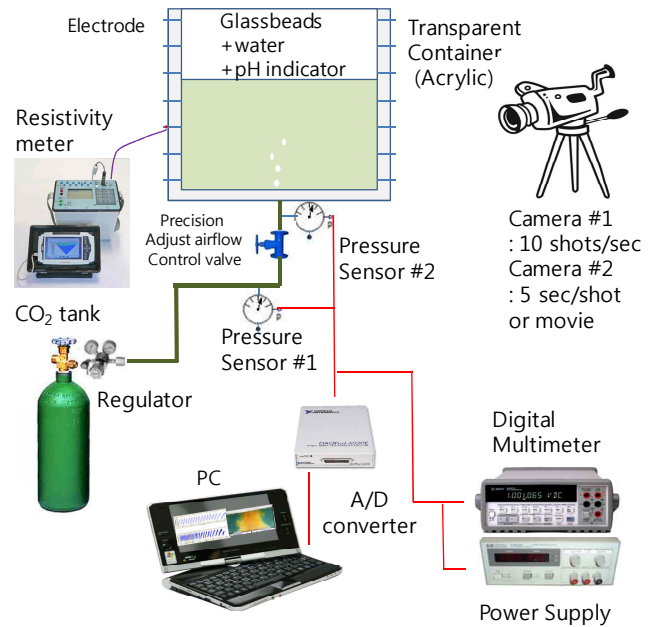 Electrode
Glassbeads
+water
+pH indicator
Transparent
Container
(Acrylic)
Resistivity
meter
Precision
Adjust airflow
Control valve
Pressure
Sensor #2
Camera #1
: 10 shots/sec
Camera #2
: 5 sec/shot
or movie
CO₂ tank
Pressure
Sensor #1
Regulator
Digital
Multimeter
PC
A/D
converter
Power Supply